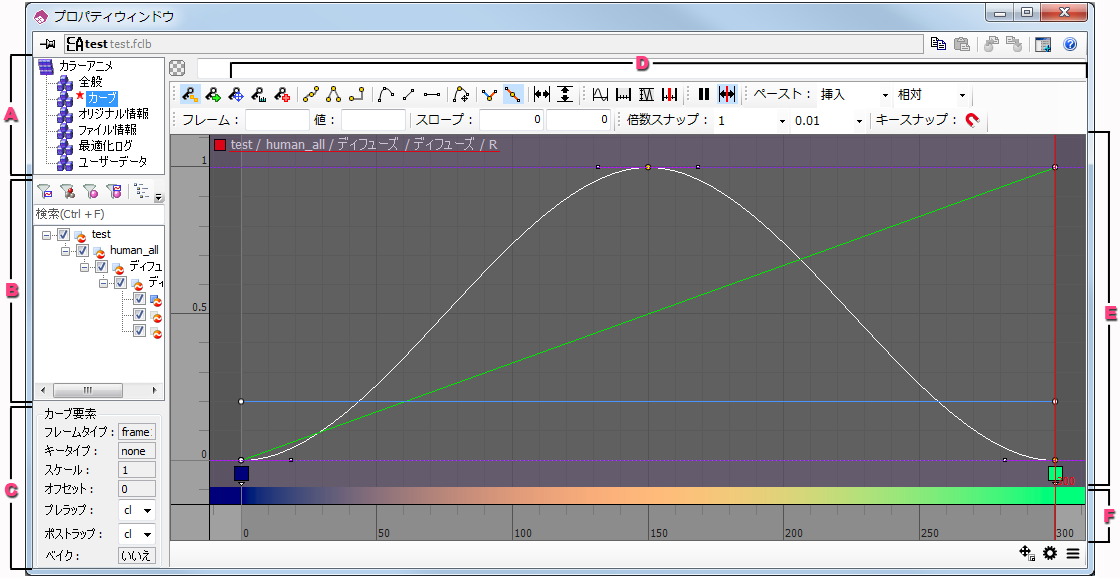 プロパティウィンドウ
test test.fclb
D
A
カラーアニメ
全般
カーブ
オリジナル情報
ファイル情報
最適化ログ
ユーザーデータ
ペースト： 挿入 相対
フレーム： 値： スロープ： 0 0 倍数スナップ： 1 0.01 キースナップ：
B
検索(Ctrl + F)
test
human_all
ディフュ
ディ
test / human_all / ディフューズ / ディフューズ / R
1
0.5
0
E
C
カーブ要素
フレームタイプ： frame
キータイプ： none
スケール： 1
オフセット： 0
プレラップ： cl
ポストラップ： cl
ベイク： いいえ
F
0 50 100 150 200 250 300